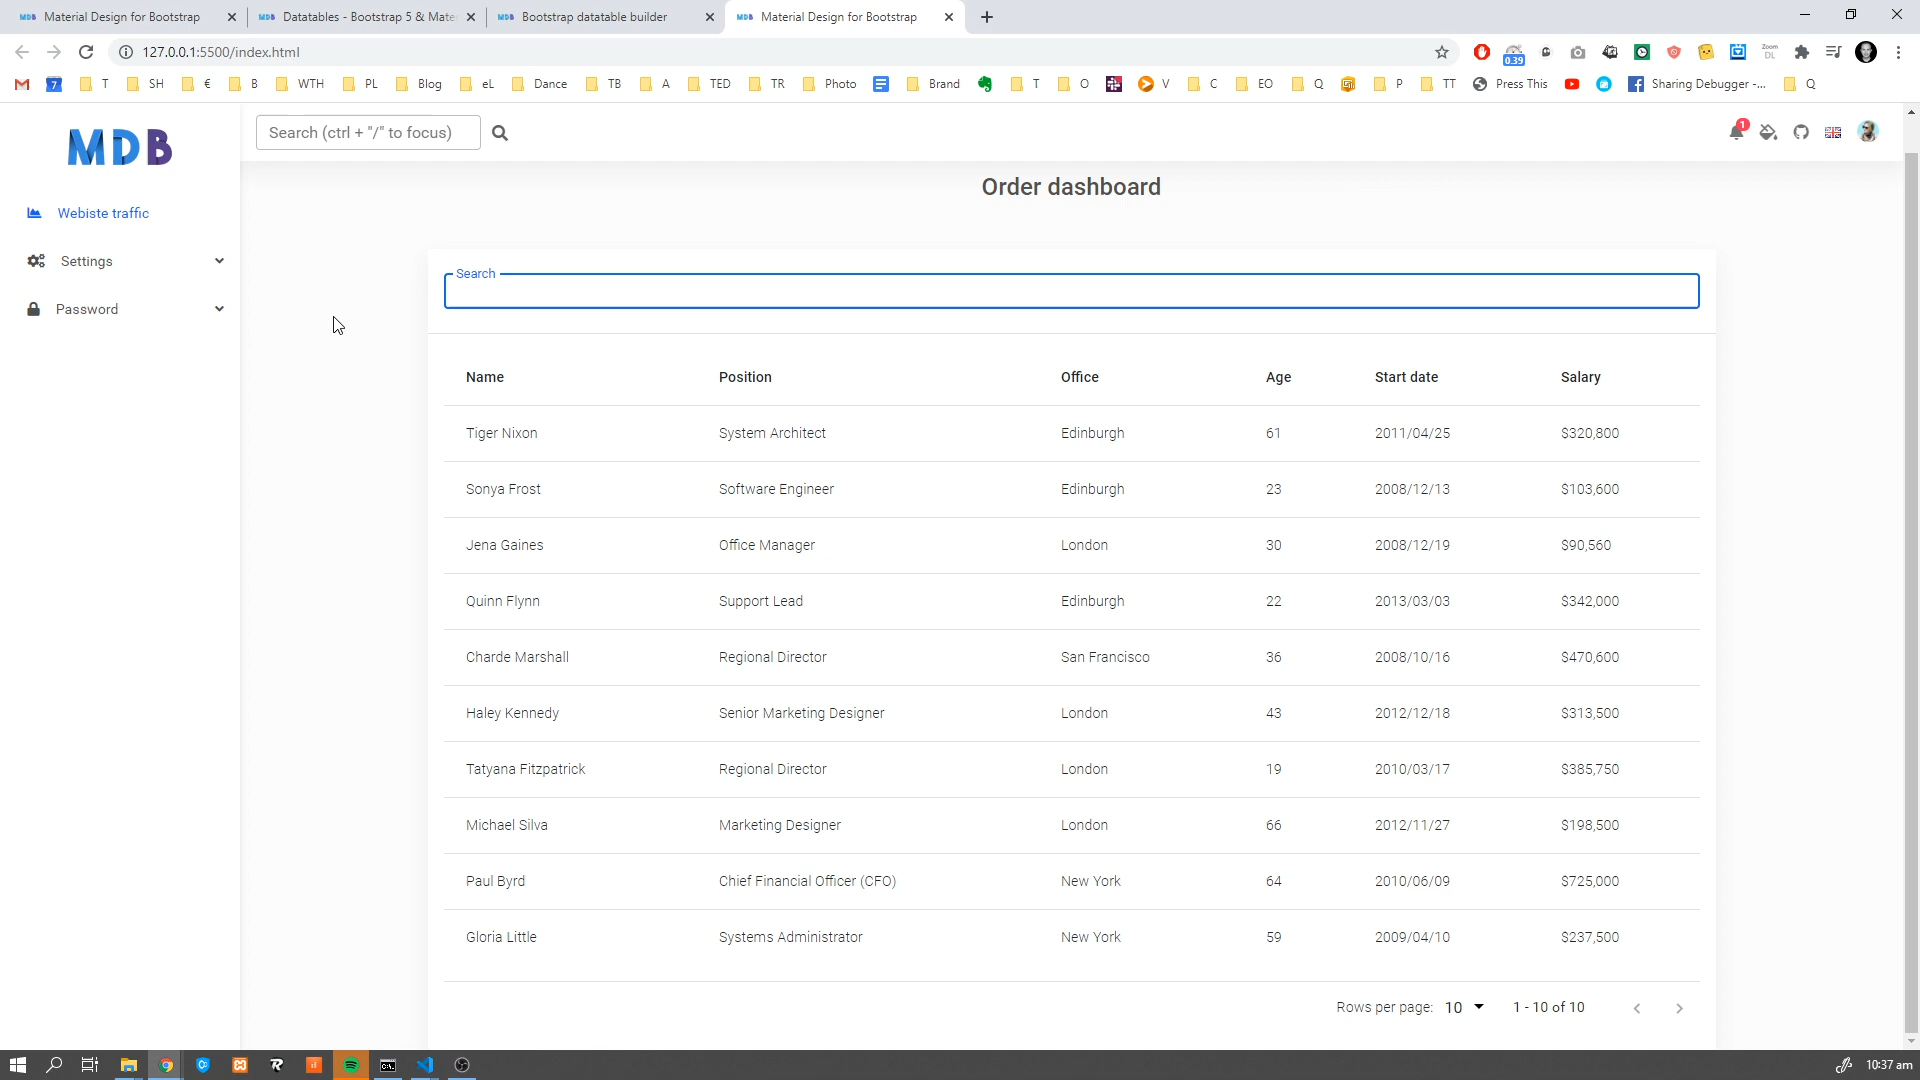 Material Design for Bootstrap
Datatables - Bootstrap 5 & Mate
Bootstrap datatable builder
Material Design for Bootstrap
127.0.0.1:5500/index.html
0.39
Zoom
DL
7
T
SH
€
B
WTH
PL
Blog
eL
Dance
TB
A
TED
TR
Photo
Brand
T
O
V
C
EO
Q
P
TT
Press This
Sharing Debugger -...
Q
MDB
Search (ctrl + "/" to focus)
1
Webiste traffic
Settings
Password
Order dashboard
Search
Name Position Office Age Start date Salary
Tiger Nixon System Architect Edinburgh 61 2011/04/25 $320,800
Sonya Frost Software Engineer Edinburgh 23 2008/12/13 $103,600
Jena Gaines Office Manager London 30 2008/12/19 $90,560
Quinn Flynn Support Lead Edinburgh 22 2013/03/03 $342,000
Charde Marshall Regional Director San Francisco 36 2008/10/16 $470,600
Haley Kennedy Senior Marketing Designer London 43 2012/12/18 $313,500
Tatyana Fitzpatrick Regional Director London 19 2010/03/17 $385,750
Michael Silva Marketing Designer London 66 2012/11/27 $198,500
Paul Byrd Chief Financial Officer (CFO) New York 64 2010/06/09 $725,000
Gloria Little Systems Administrator New York 59 2009/04/10 $237,500
Rows per page: 10 1 - 10 of 10
10:37 am